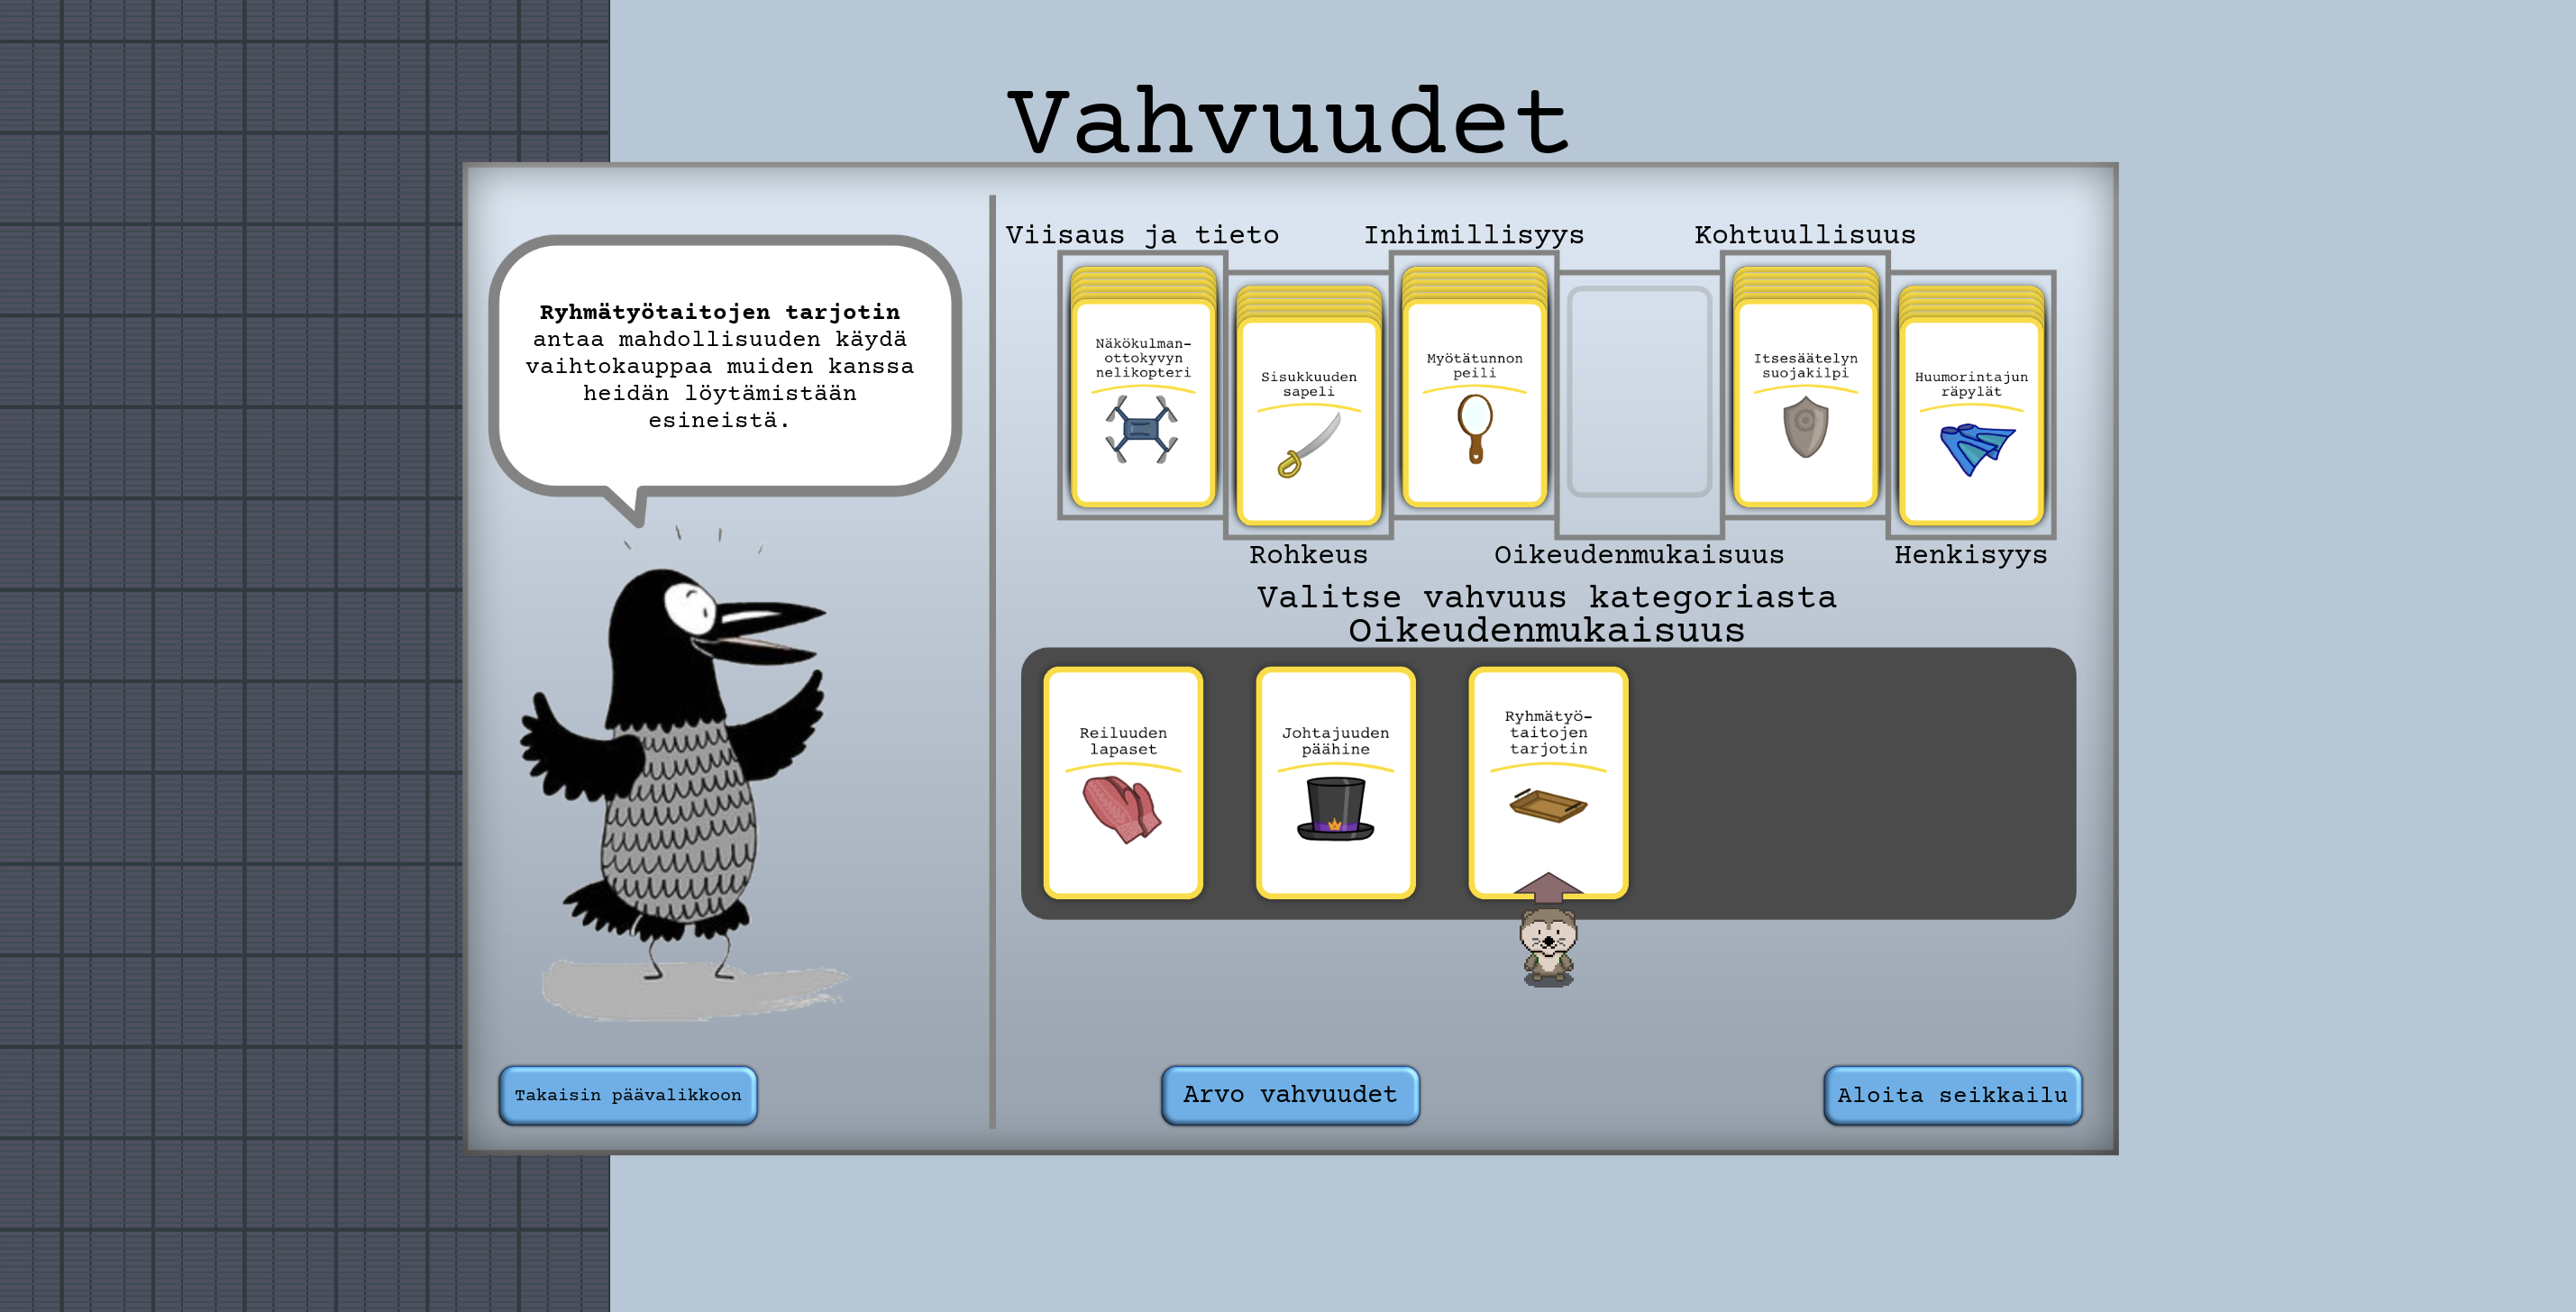 Vahvuudet
Ryhmätyötaitojen tarjotin
antaa mahdollisuuden käydä
vaihtokauppaa muiden kanssa
heidän löytämistään
esineistä.
Viisaus ja tieto
Inhimillisyys
Kohtuullisuus
Näkökulman-
ottokyvyn
nelikopteri
Sisukkuuden
sapeli
Myötätunnon
peili
Itsesäätelyn
suojakilpi
Huumorintajun
räpylät
Rohkeus
Oikeudenmukaisuus
Henkisyys
Valitse vahvuus kategoriasta
Oikeudenmukaisuus
Reiluuden
lapaset
Johtajuuden
päähine
Ryhmätyö-
taitojen
tarjotin
Takaisin päävalikkoon
Arvo vahvuudet
Aloita seikkailu